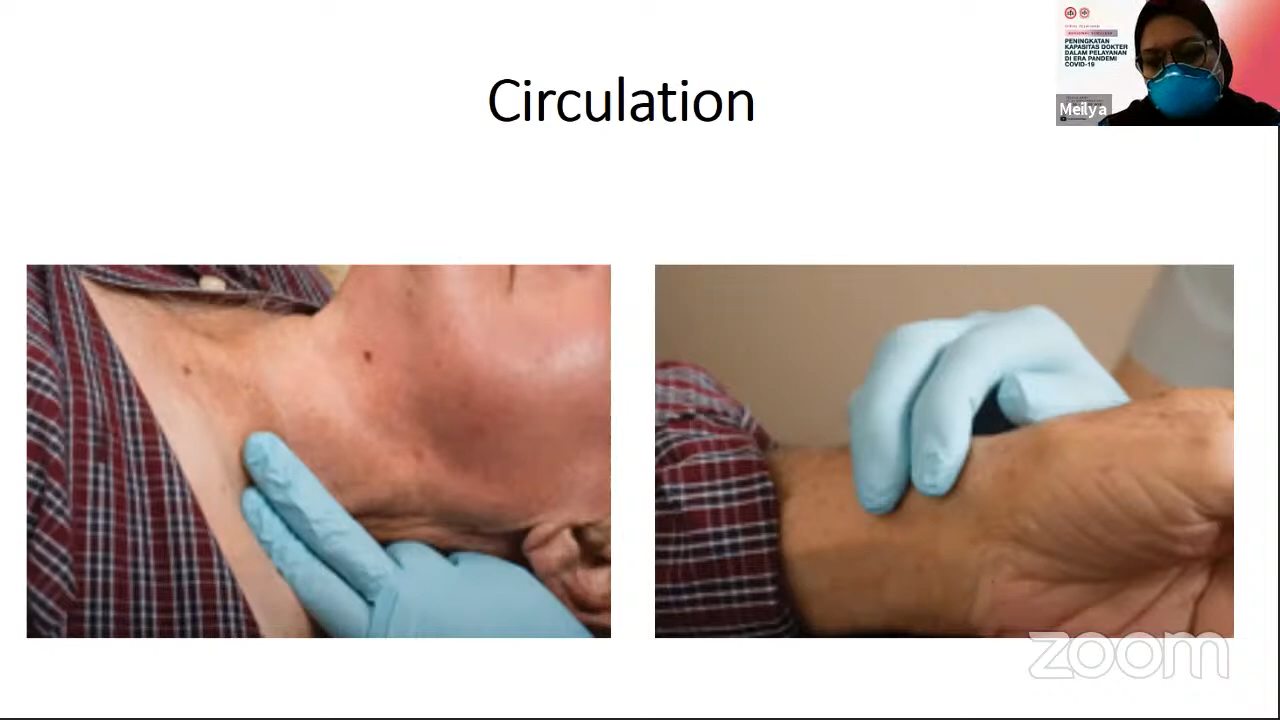 Circulation
PENINGKATAN
KAPASITAS DOKTER
DALAM PELAYANAN
DI ERA PANDEMI
COVID-19
Meilya
zoom